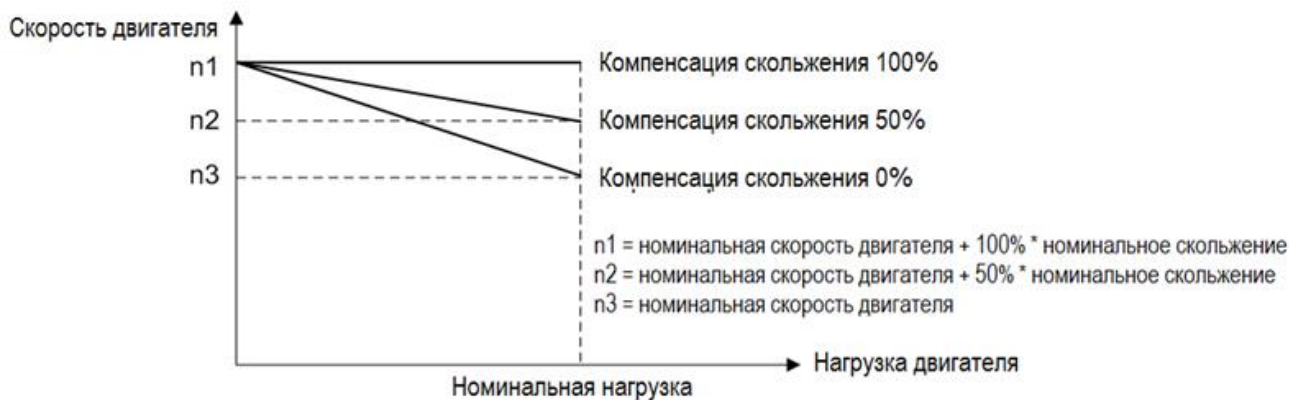 Скорость двигателя
n1
Компенсация скольжения 100%
n2
Компенсация скольжения 50%
n3
Компенсация скольжения 0%
n1 = номинальная скорость двигателя + 100% * номинальное скольжение
n2 = номинальная скорость двигателя + 50% * номинальное скольжение
n3 = номинальная скорость двигателя
Нагрузка двигателя
Номинальная нагрузка